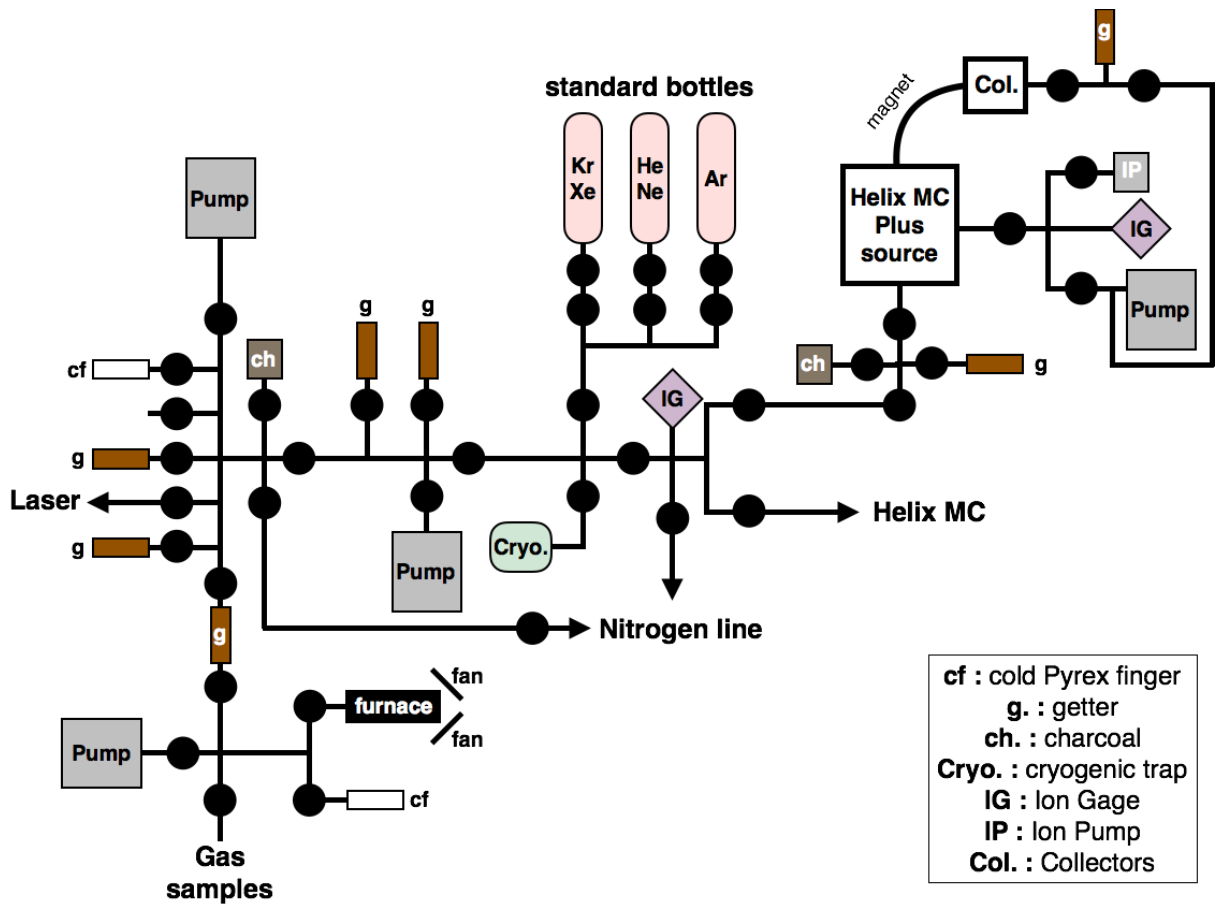 g
Col.
magnet
standard bottles
Kr
Xe
He
Ne
Ar
IP
Helix MC
Plus
source
IG
Pump
Pump
g
g
ch
cf
ch
g
IG
g
Laser
Helix MC
g
Cryo.
Pump
g
Nitrogen line
fan
furnace
fan
Pump
cf
Gas
samples
cf : cold Pyrex finger
g. : getter
ch. : charcoal
Cryo. : cryogenic trap
IG : Ion Gage
IP : Ion Pump
Col. : Collectors